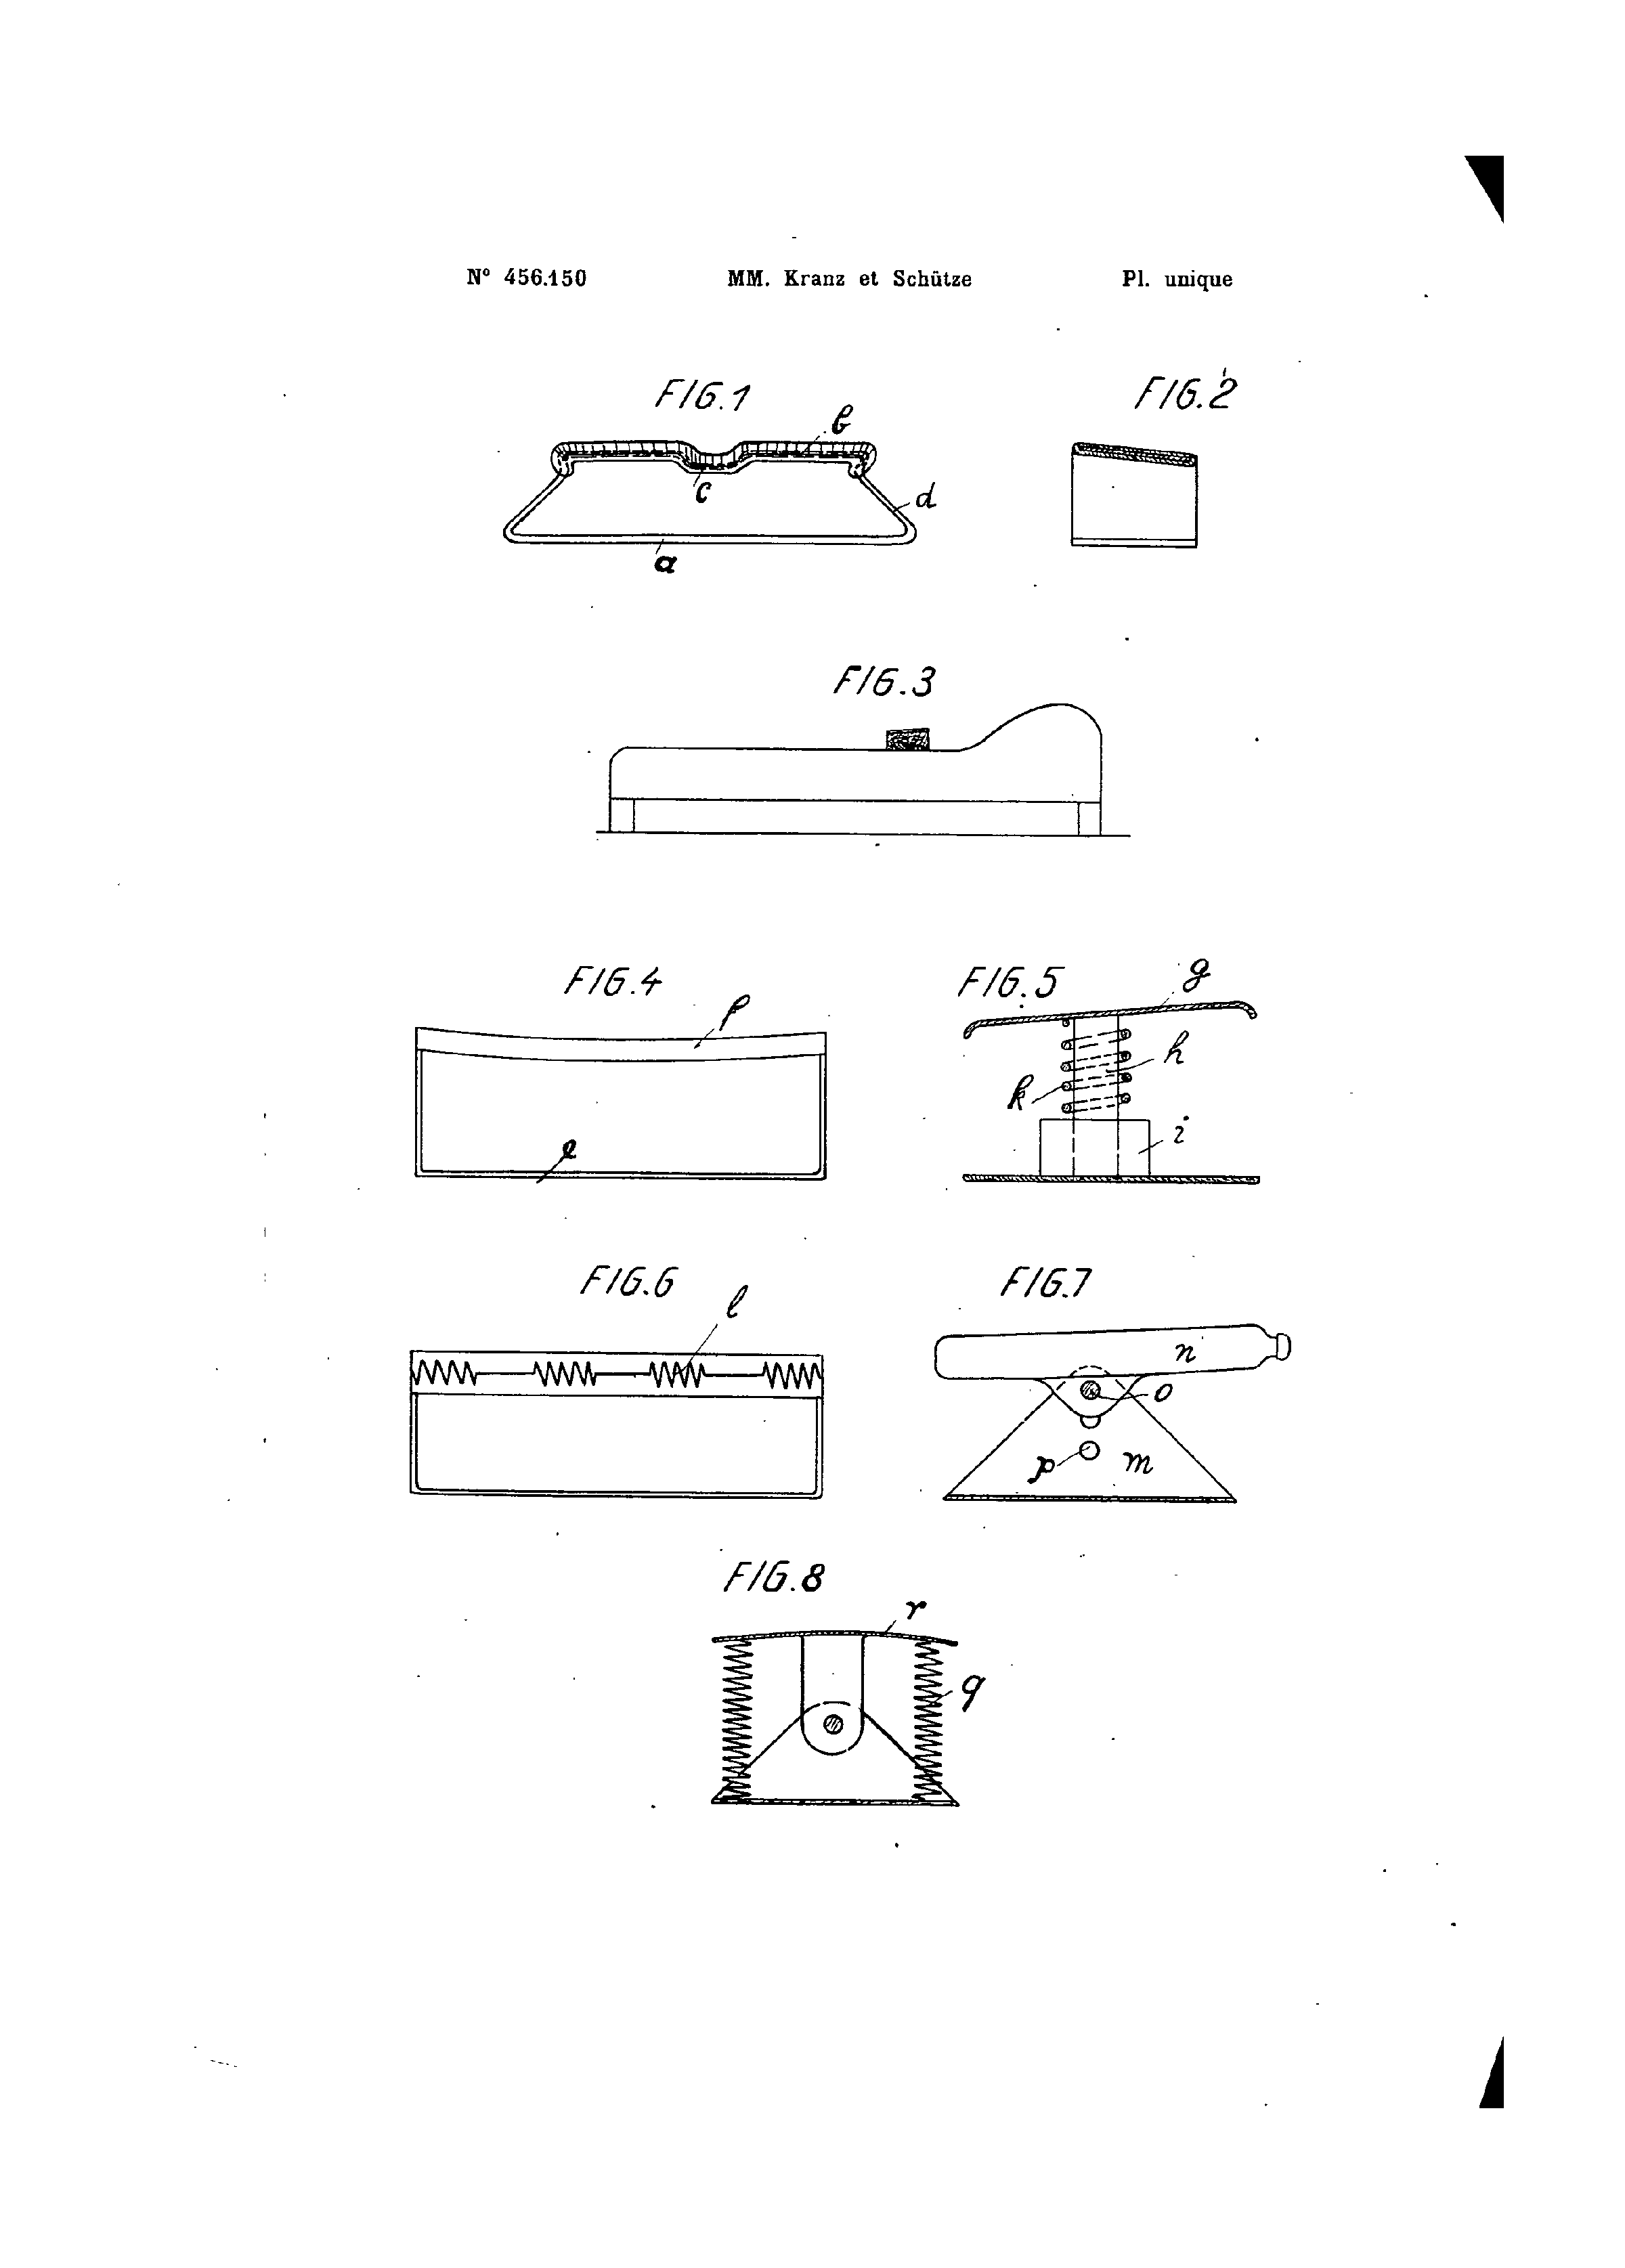 Nº 456.150 MM. Kranz et Schütze Pl. unique
FIG.1 FIG.2
b
c
d
a
FIG.3
FIG.4 FIG.5
f g
h
k
e i
FIG.6 FIG.7
l
n
o
p m
FIG.8
r
q